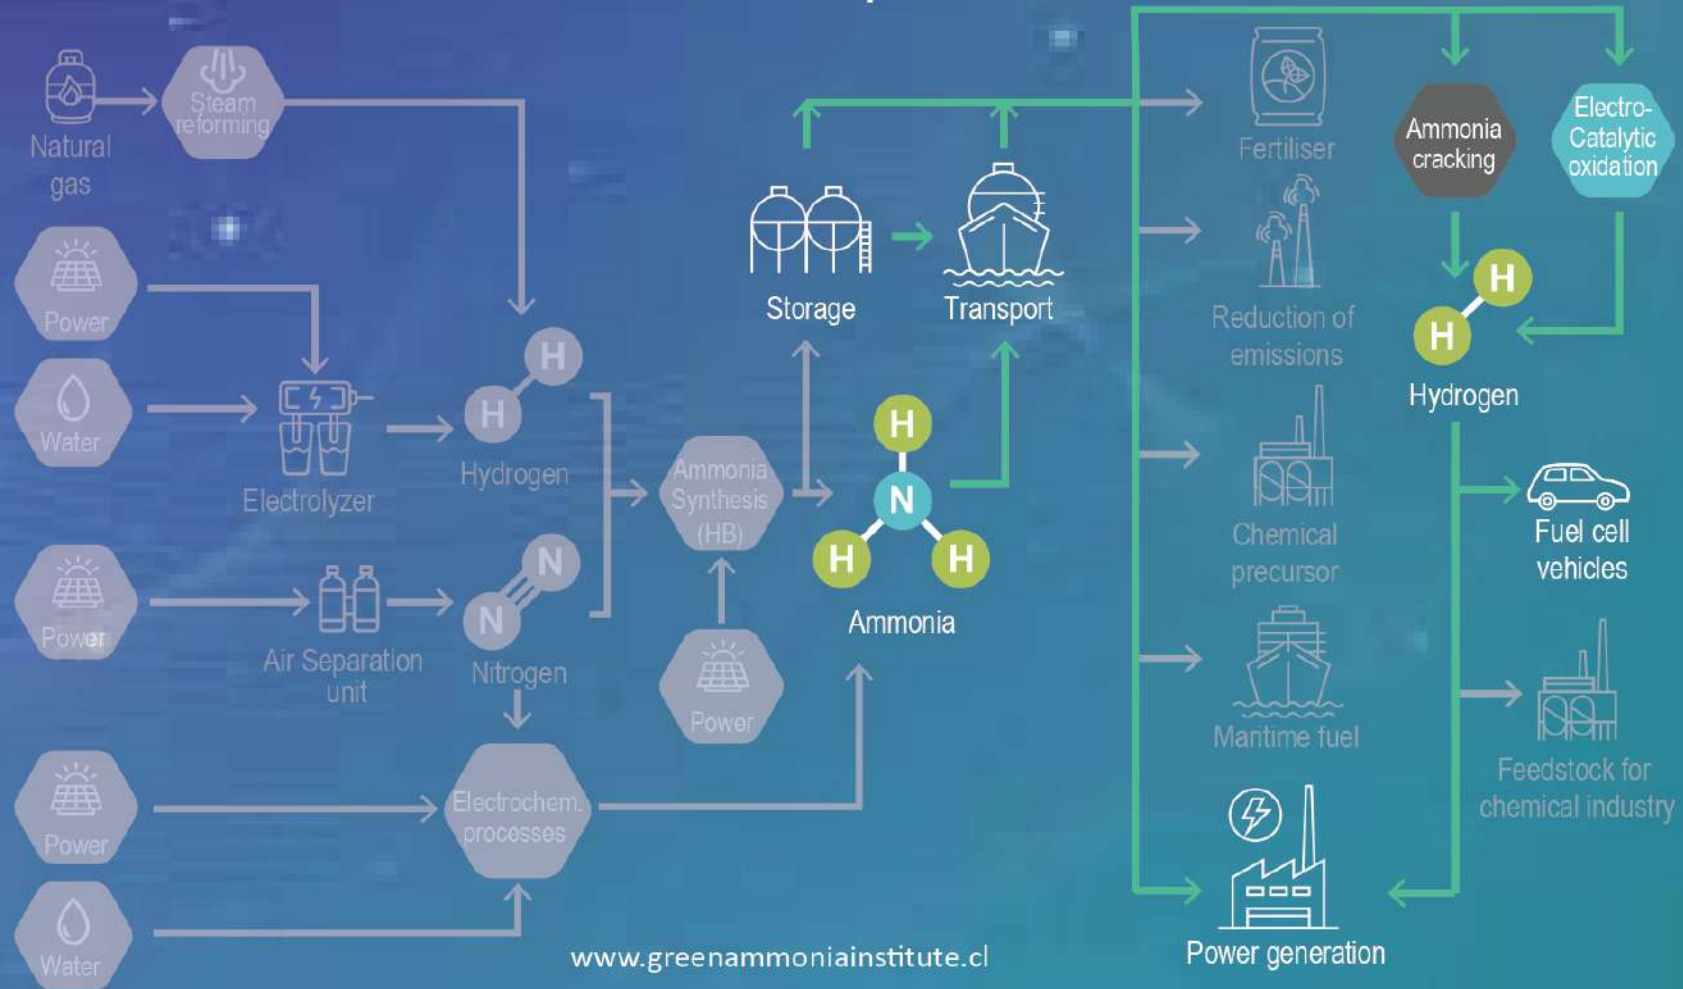 Natural
gas
Steam
reforming
Power
Water
Electrolyzer
H
H
Hydrogen
Power
Air Separation
unit
N
N
Nitrogen
Power
Water
Electrochem.
processes
Ammonia
Synthesis
(HB)
Power
Storage
Transport
H
N
H
H
Ammonia
Fertiliser
Reduction of
emissions
Chemical
precursor
Maritime fuel
Power generation
Ammonia
cracking
Electro-
Catalytic
oxidation
H
H
Hydrogen
Fuel cell
vehicles
Feedstock for
chemical industry
www.greenammoniainstitute.cl